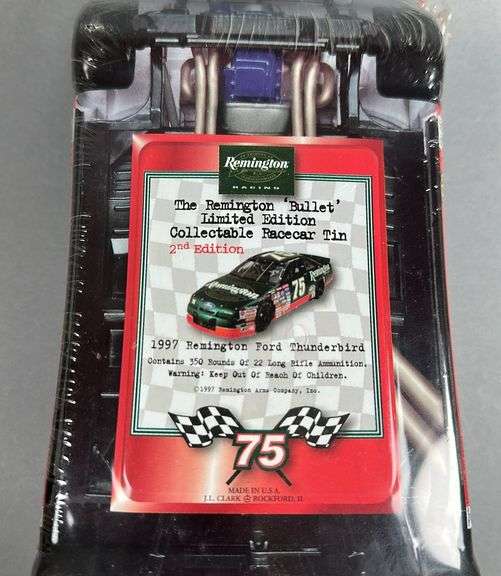 Remington
RACING
The Remington 'Bullet'
Limited Edition
Collectable Racecar Tin
2nd Edition
Remington
75
1997 Remington Ford Thunderbird
Contains 350 Rounds Of 22 Long Rifle Ammunition.
Warning: Keep Out Of Reach Of Children.
©1997 Remington Arms Company, Inc.
75
MADE IN U.S.A.
J.L. CLARK ROCKFORD, IL